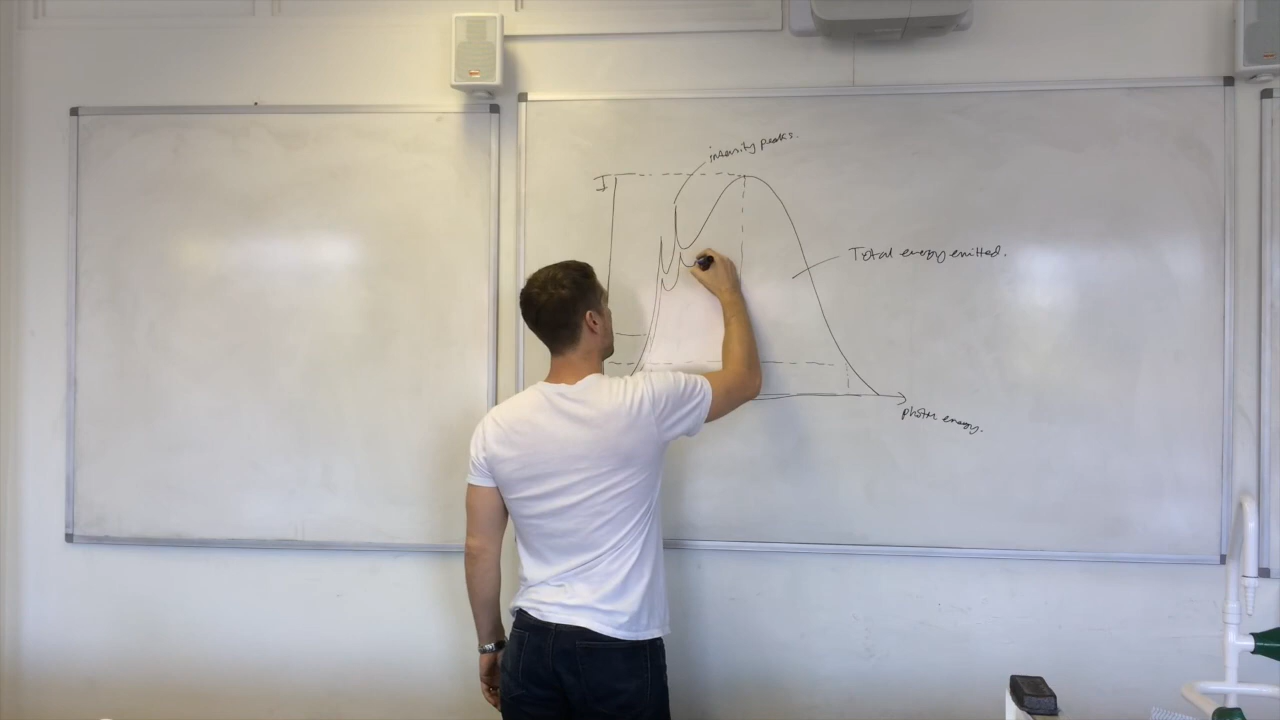 intensity peaks.
I
Total energy emitted.
photon energy.